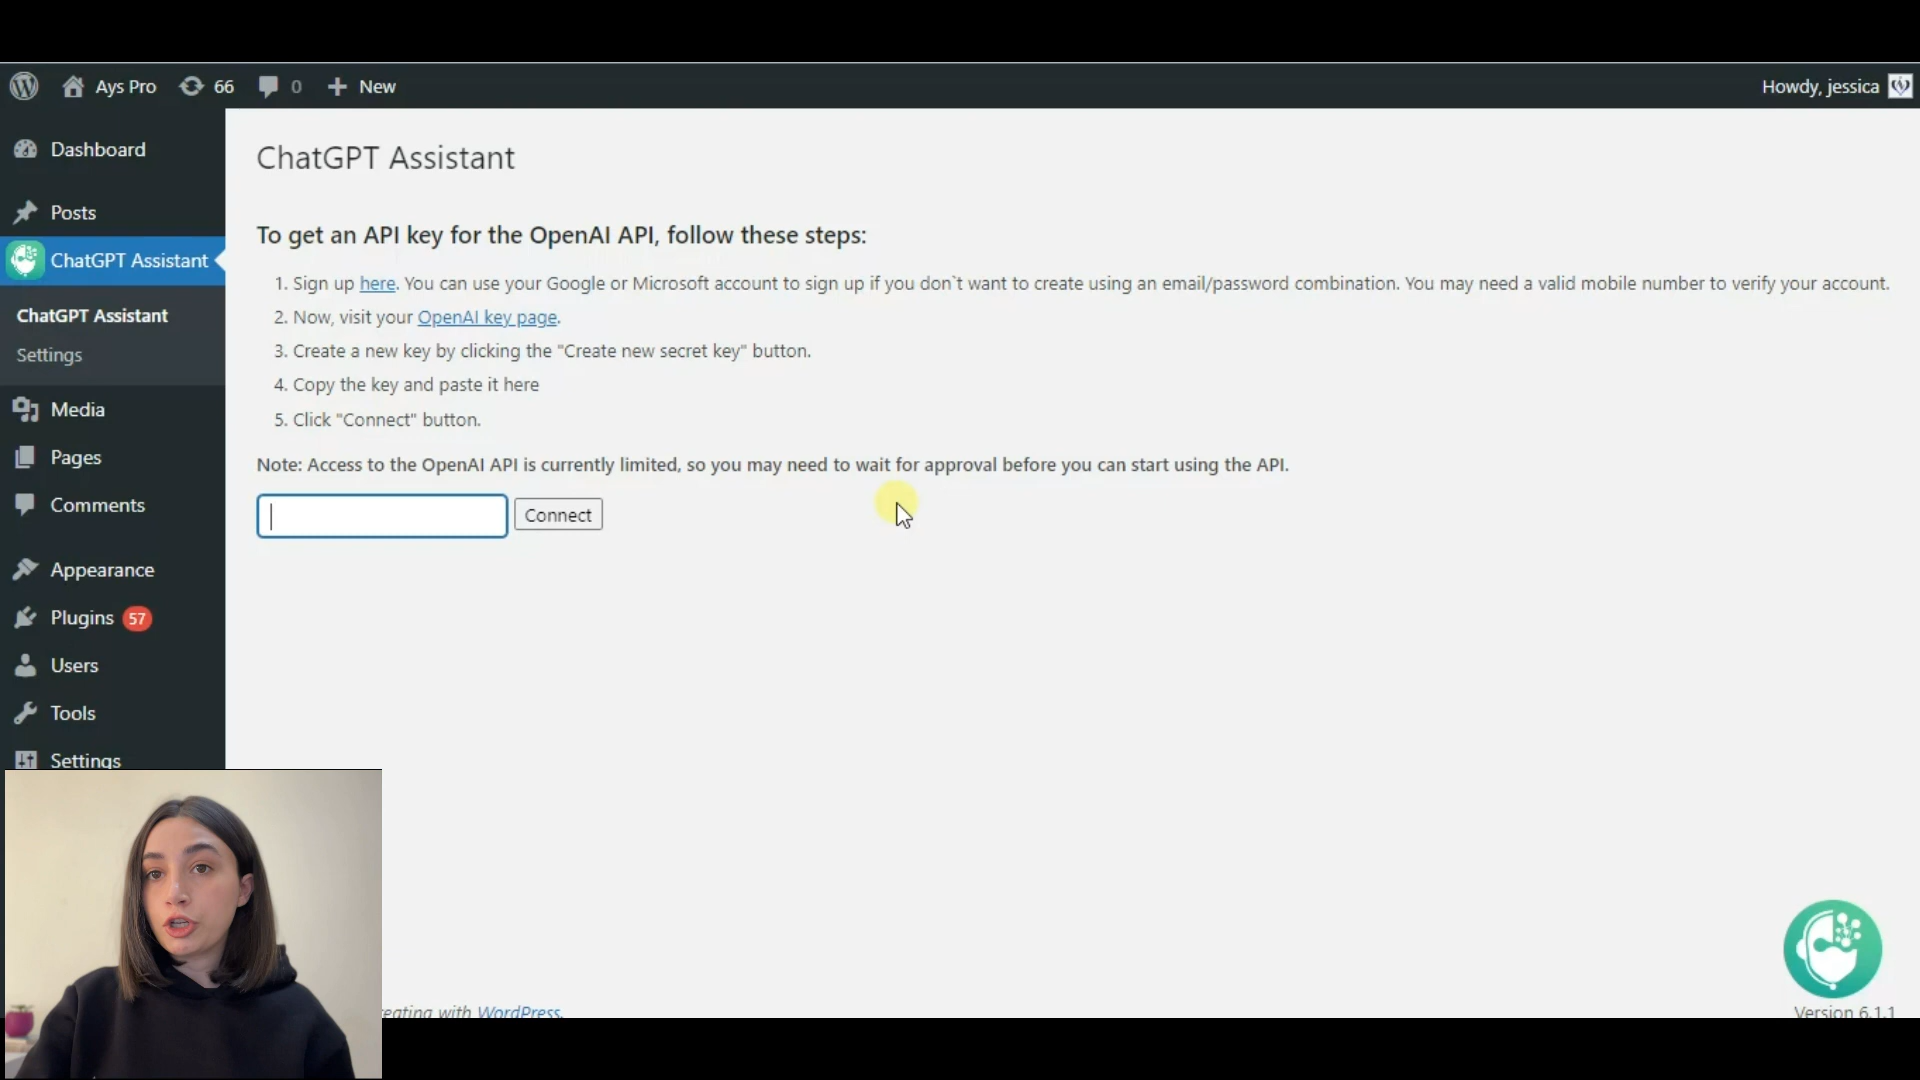 Ays Pro 66 0 New Howdy, jessica
Dashboard
Posts
ChatGPT Assistant
ChatGPT Assistant
Settings
Media
Pages
Comments
Appearance
Plugins 57
Users
Tools
Settings
ChatGPT Assistant
To get an API key for the OpenAI API, follow these steps:
1. Sign up here. You can use your Google or Microsoft account to sign up if you don`t want to create using an email/password combination. You may need a valid mobile number to verify your account.
2. Now, visit your OpenAI key page.
3. Create a new key by clicking the "Create new secret key" button.
4. Copy the key and paste it here
5. Click "Connect" button.
Note: Access to the OpenAI API is currently limited, so you may need to wait for approval before you can start using the API.
Connect
eating with WordPress.
Version 6.1.1